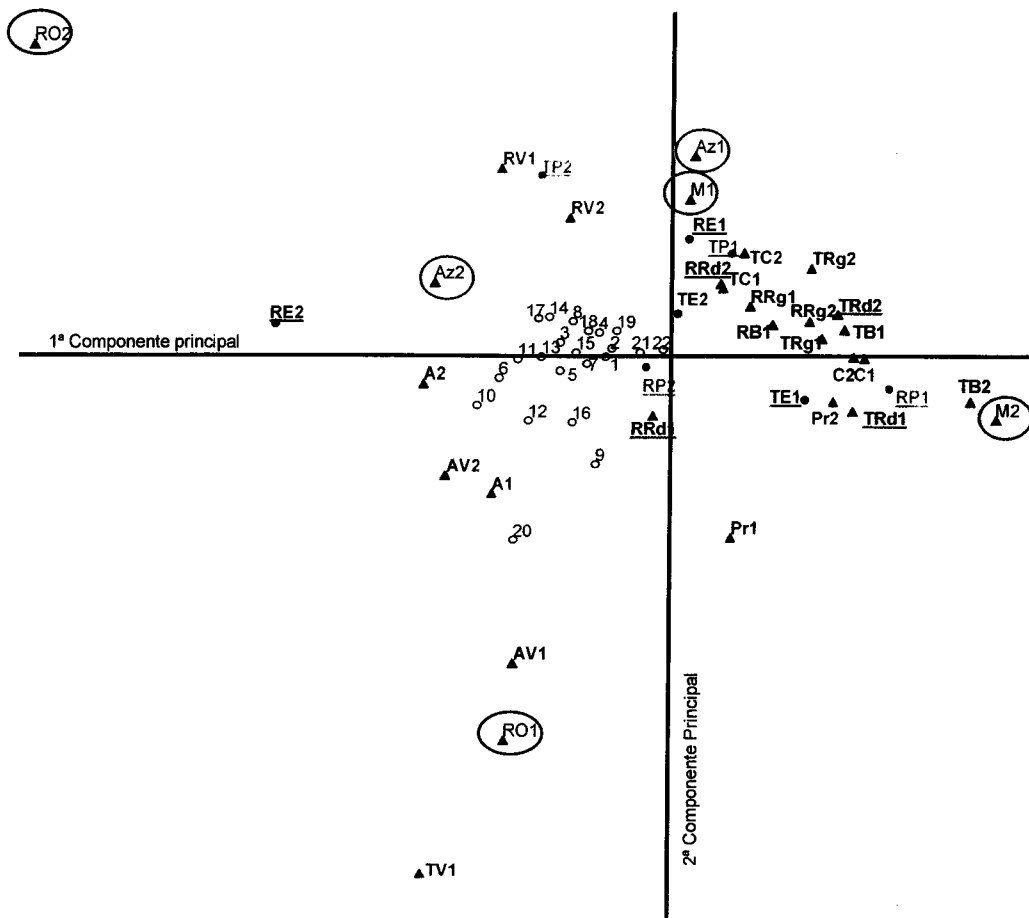 RO2
Az1
RV1
TP2
M1
RV2
RE1
TP1
TC2
TRg2
Az2
RRd2
TC1
TE2
RE2
RRg1
RRg2
TRd2
17
14
8
18
4
19
RB1
TB1
1ª Componente principal
3
TRg1
11
13
15
2
21
22
6
5
7
1
C2
C1
A2
RP2
10
TE1
Pr2
RP1
TB2
M2
12
16
RRd1
TRd1
9
AV2
A1
20
Pr1
AV1
RO1
2ª Componente Principal
TV1